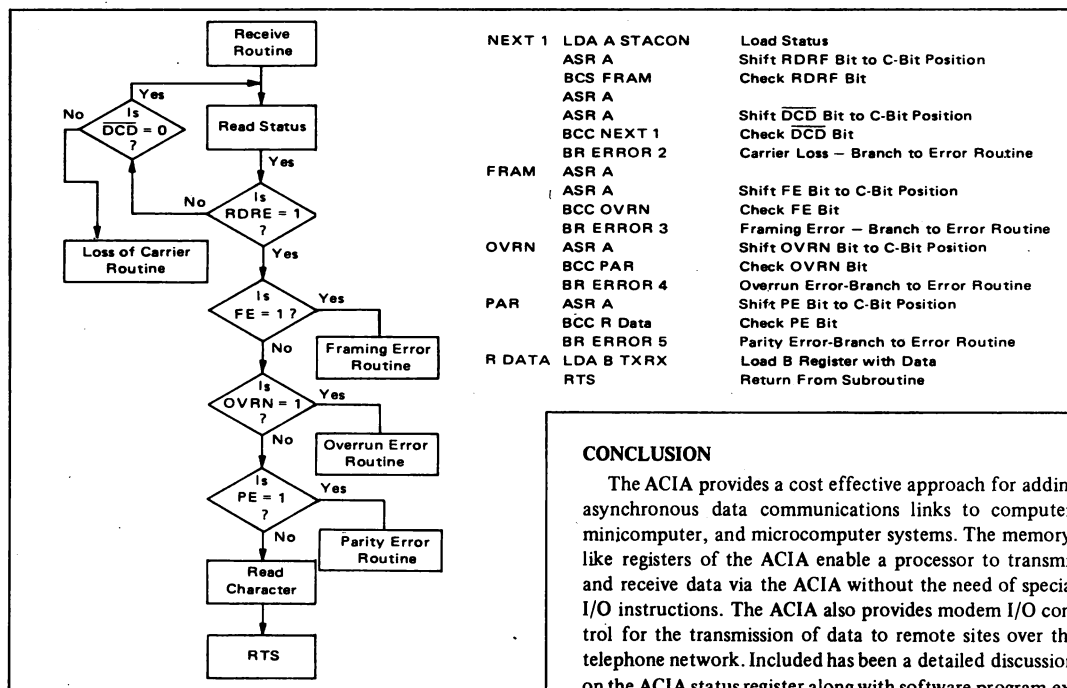 Receive
Routine
Yes
No
Is
DCD = 0
?
Read Status
Yes
Is
No
RDRE = 1
?
Loss of Carrier
Routine
Yes
Is
Yes
FE = 1 ?
No
Framing Error
Routine
Is
Yes
OVRN = 1
?
No
Overrun Error
Routine
Is
Yes
PE = 1
?
No
Parity Error
Routine
Read
Character
RTS
NEXT 1 LDA A STACON Load Status
ASR A Shift RDRF Bit to C-Bit Position
BCS FRAM Check RDRF Bit
ASR A
ASR A Shift DCD Bit to C-Bit Position
BCC NEXT 1 Check DCD Bit
BR ERROR 2 Carrier Loss – Branch to Error Routine
FRAM ASR A
ASR A Shift FE Bit to C-Bit Position
BCC OVRN Check FE Bit
BR ERROR 3 Framing Error – Branch to Error Routine
OVRN ASR A Shift OVRN Bit to C-Bit Position
BCC PAR Check OVRN Bit
BR ERROR 4 Overrun Error-Branch to Error Routine
PAR ASR A Shift PE Bit to C-Bit Position
BCC R Data Check PE Bit
BR ERROR 5 Parity Error-Branch to Error Routine
R DATA LDA B TXRX Load B Register with Data
RTS Return From Subroutine
CONCLUSION
The ACIA provides a cost effective approach for addin
asynchronous data communications links to compute
minicomputer, and microcomputer systems. The memory
like registers of the ACIA enable a processor to transmi
and receive data via the ACIA without the need of specia
I/O instructions. The ACIA also provides modem I/O con
trol for the transmission of data to remote sites over th
telephone network. Included has been a detailed discussion
on the ACIA status register along with software program ex